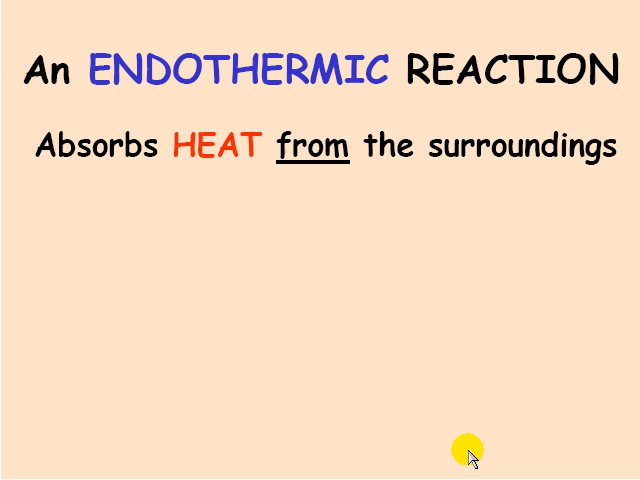 An ENDOTHERMIC REACTION
Absorbs HEAT from the surroundings